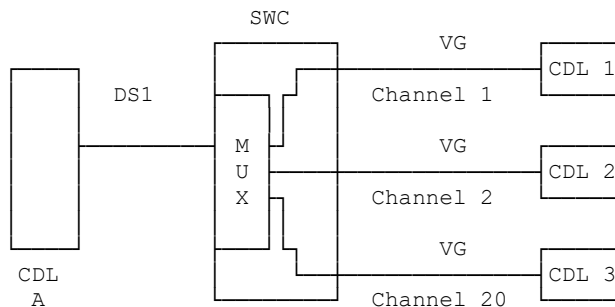 SWC
VG
CDL 1
DS1
Channel 1
VG
M
U
X
CDL 2
Channel 2
VG
CDL
A
CDL 3
Channel 20